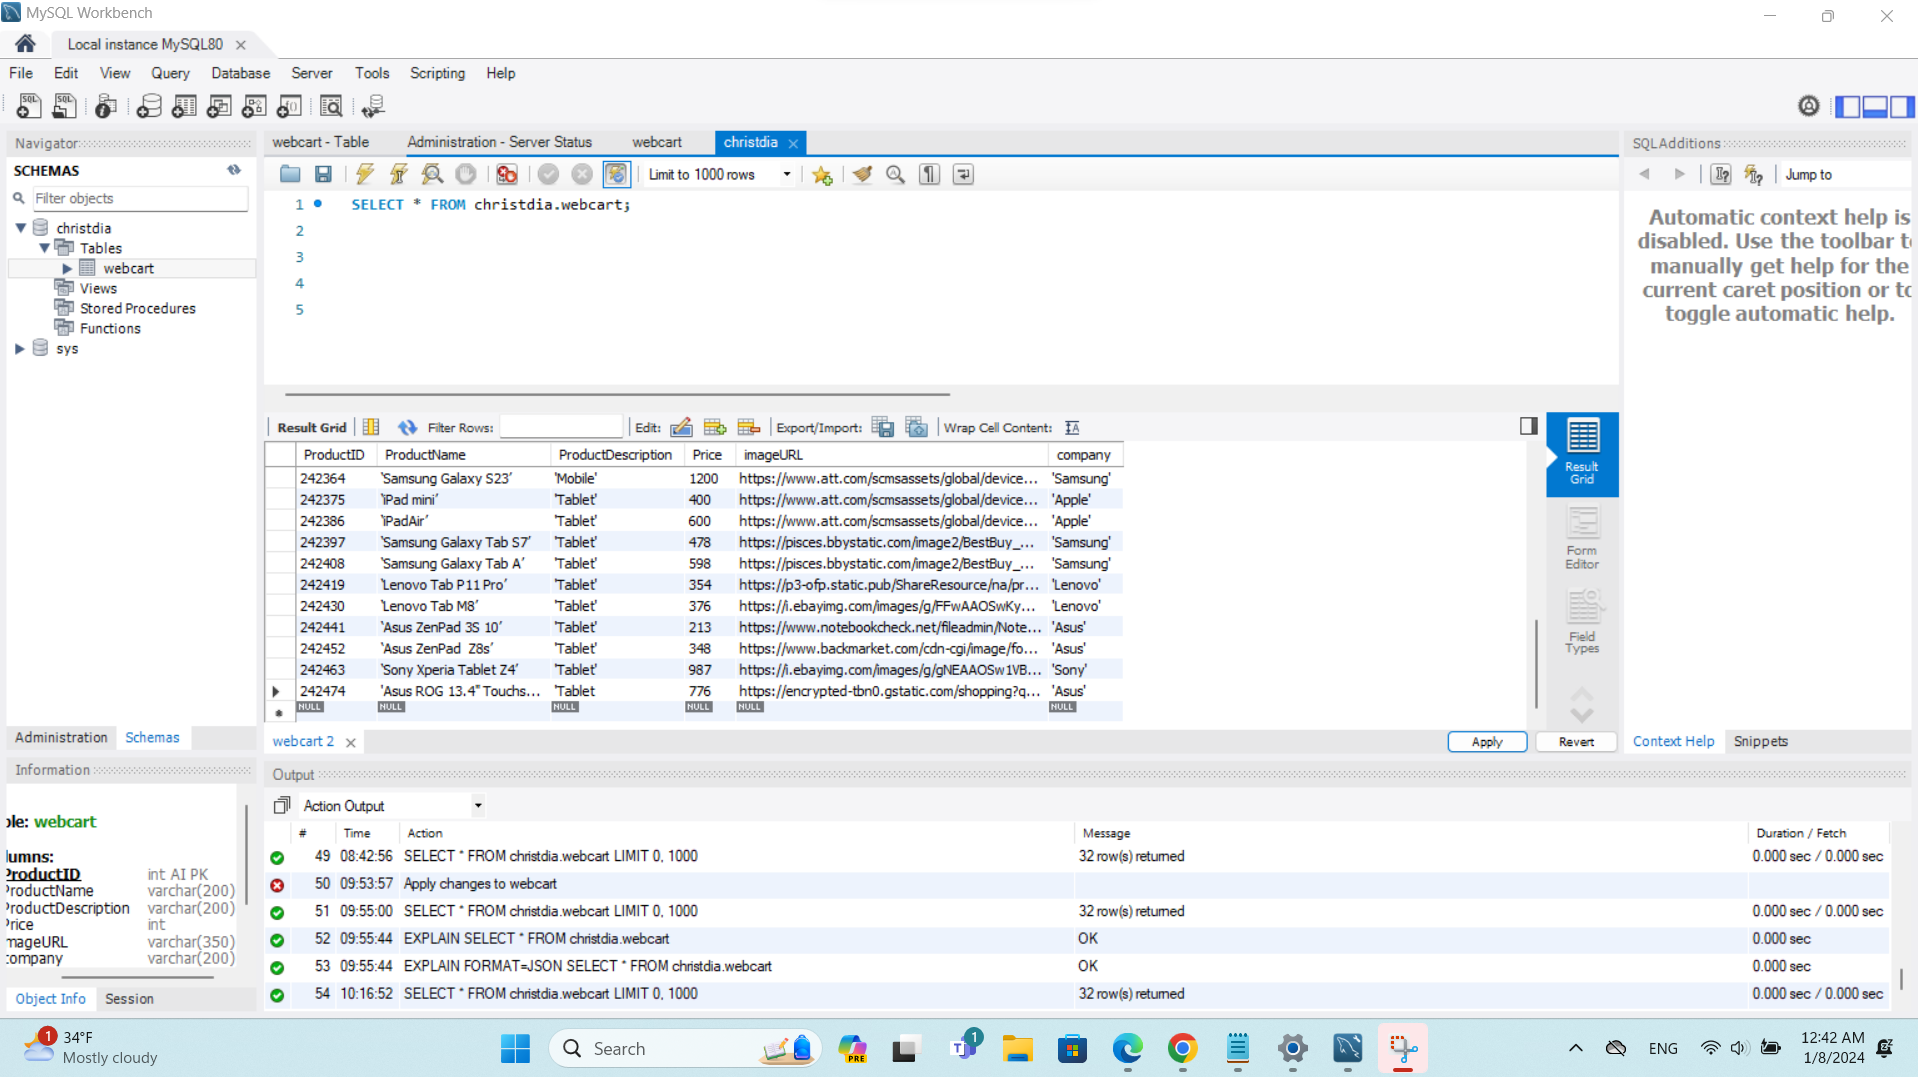 MySQL Workbench
Local instance MySQL80
File Edit View Query Database Server Tools Scripting Help
Navigator
SCHEMAS
Filter objects
christdia
Tables
webcart
Views
Stored Procedures
Functions
sys
Administration Schemas
Information
ble: webcart
lumns:
ProductID int AI PK
ProductName varchar(200)
ProductDescription varchar(200)
Price int
mageURL varchar(350)
company varchar(200)
Object Info Session
webcart - Table Administration - Server Status webcart christdia
Limit to 1000 rows
1 SELECT * FROM christdia.webcart;
2
3
4
5
Result Grid Filter Rows: Edit: Export/Import: Wrap Cell Content:
ProductID ProductName ProductDescription Price imageURL company
242364 'Samsung Galaxy S23' 'Mobile' 1200 https://www.att.com/scmsassets/global/device... 'Samsung'
242375 'iPad mini' 'Tablet' 400 https://www.att.com/scmsassets/global/device... 'Apple'
242386 'iPadAir' 'Tablet' 600 https://www.att.com/scmsassets/global/device... 'Apple'
242397 'Samsung Galaxy Tab S7' 'Tablet' 478 https://pisces.bbystatic.com/image2/BestBuy_... 'Samsung'
242408 'Samsung Galaxy Tab A' 'Tablet' 598 https://pisces.bbystatic.com/image2/BestBuy_... 'Samsung'
242419 'Lenovo Tab P11 Pro' 'Tablet' 354 https://p3-ofp.static.pub/ShareResource/na/pr... 'Lenovo'
242430 'Lenovo Tab M8' 'Tablet' 376 https://i.ebayimg.com/images/g/FFwAAOSwKy... 'Lenovo'
242441 'Asus ZenPad 3S 10' 'Tablet' 213 https://www.notebookcheck.net/fileadmin/Note... 'Asus'
242452 'Asus ZenPad  Z8s' 'Tablet' 348 https://www.backmarket.com/cdn-cgi/image/fo... 'Asus'
242463 'Sony Xperia Tablet Z4' 'Tablet' 987 https://i.ebayimg.com/images/g/gNEAAOSw1VB... 'Sony'
242474 'Asus ROG 13.4" Touchs... 'Tablet 776 https://encrypted-tbn0.gstatic.com/shopping?q... 'Asus'
NULL NULL NULL NULL NULL NULL
Result Grid
Form Editor
Field Types
webcart 2
Apply Revert
SQLAdditions
Jump to
Automatic context help is
disabled. Use the toolbar to
manually get help for the
current caret position or to
toggle automatic help.
Context Help Snippets
Output
Action Output
# Time Action Message Duration / Fetch
49 08:42:56 SELECT * FROM christdia.webcart LIMIT 0, 1000 32 row(s) returned 0.000 sec / 0.000 sec
50 09:53:57 Apply changes to webcart
51 09:55:00 SELECT * FROM christdia.webcart LIMIT 0, 1000 32 row(s) returned 0.000 sec / 0.000 sec
52 09:55:44 EXPLAIN SELECT * FROM christdia.webcart OK 0.000 sec
53 09:55:44 EXPLAIN FORMAT=JSON SELECT * FROM christdia.webcart OK 0.000 sec
54 10:16:52 SELECT * FROM christdia.webcart LIMIT 0, 1000 32 row(s) returned 0.000 sec / 0.000 sec
1
34°F
Mostly cloudy
Search
PRE
1
ENG
12:42 AM
1/8/2024